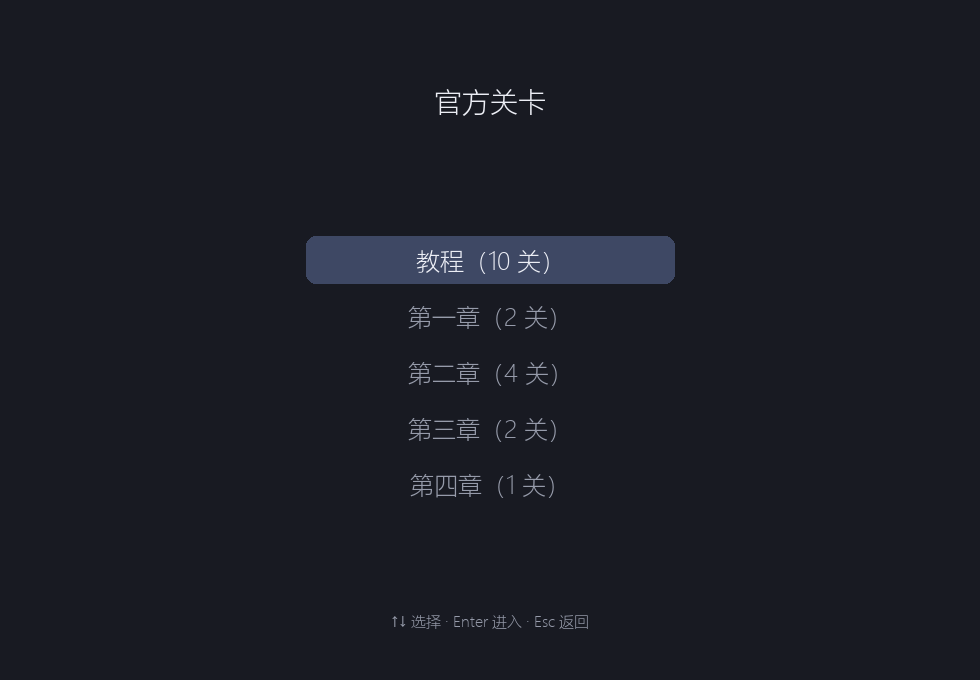 官方关卡
教程（10 关）
第一章（2 关）
第二章（4 关）
第三章（2 关）
第四章（1 关）
↑↓ 选择 · Enter 进入 · Esc 返回